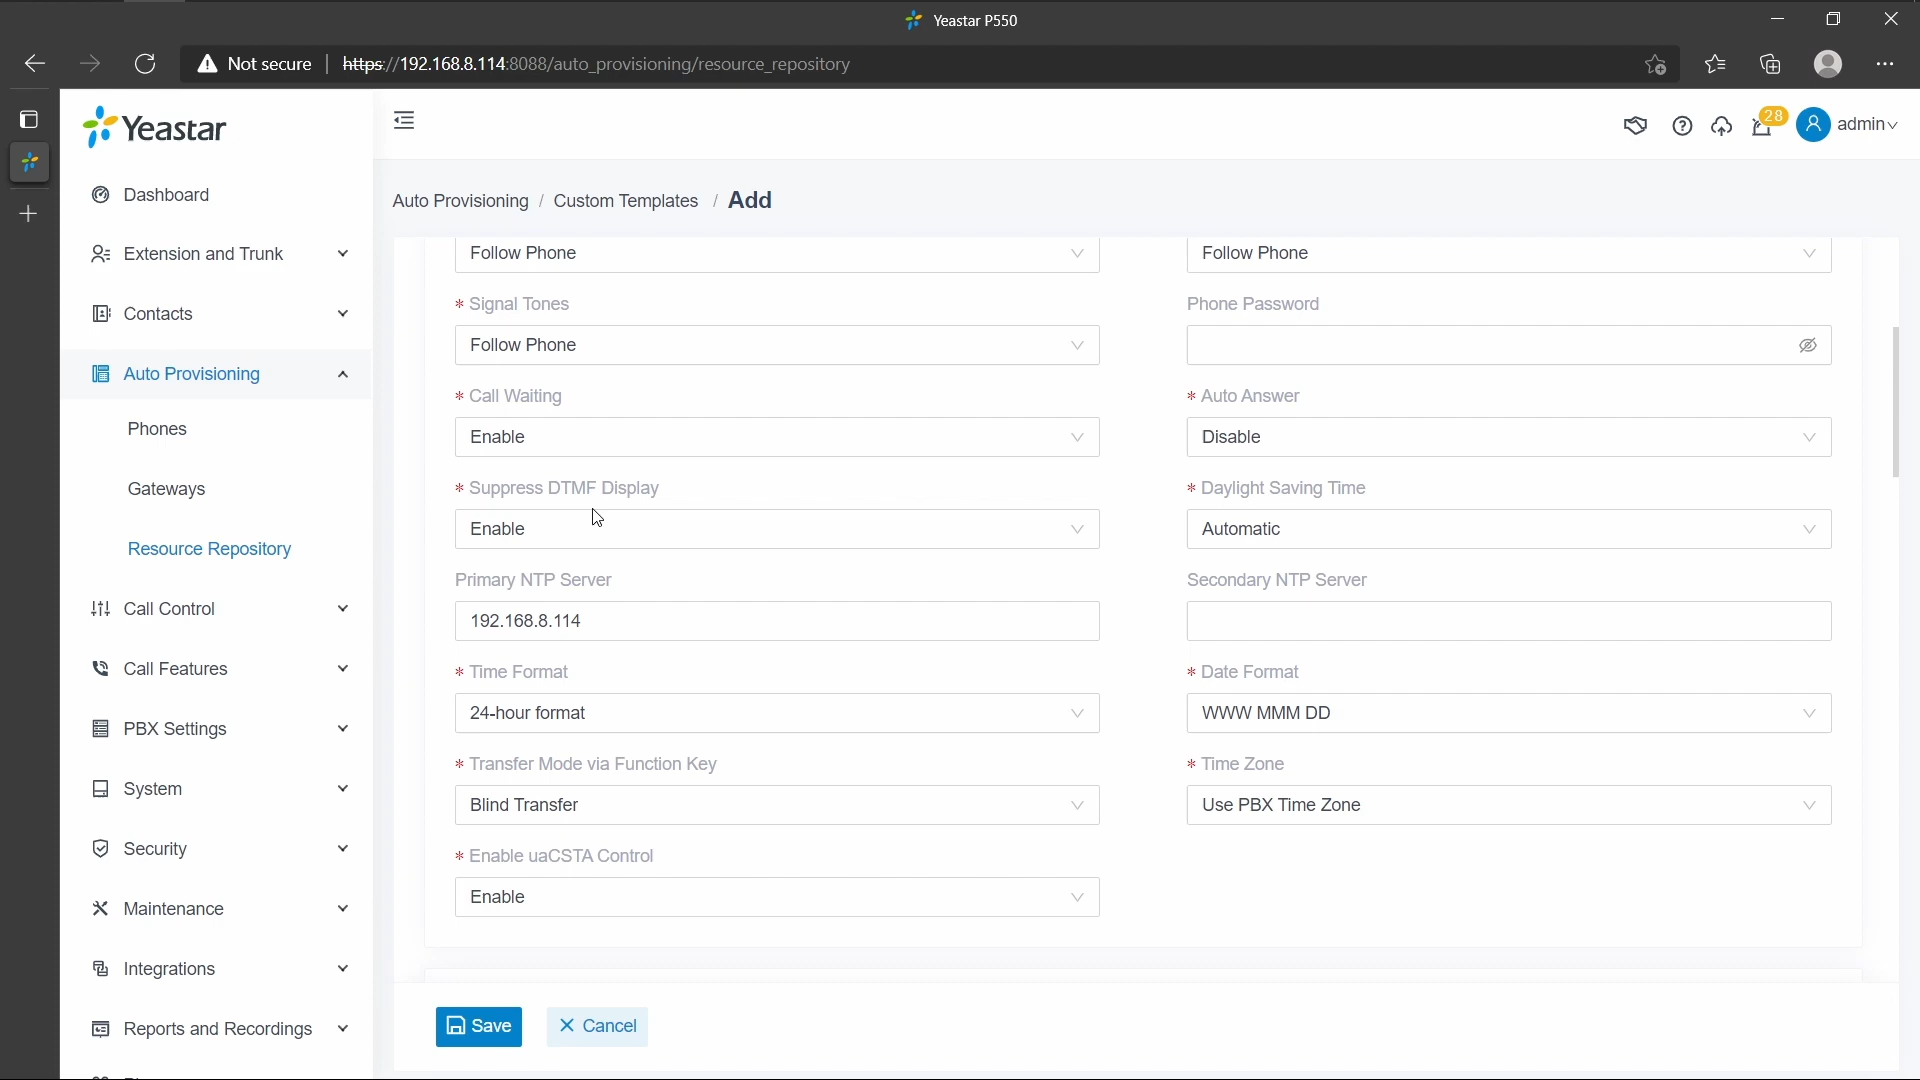 Yeastar P550
Not secure
https://192.168.8.114:8088/auto_provisioning/resource_repository
Yeastar
28
admin
Dashboard
Extension and Trunk
Contacts
Auto Provisioning
Phones
Gateways
Resource Repository
Call Control
Call Features
PBX Settings
System
Security
Maintenance
Integrations
Reports and Recordings
Auto Provisioning / Custom Templates / Add
Follow Phone
Follow Phone
* Signal Tones
Phone Password
Follow Phone
* Call Waiting
* Auto Answer
Enable
Disable
* Suppress DTMF Display
* Daylight Saving Time
Enable
Automatic
Primary NTP Server
Secondary NTP Server
192.168.8.114
* Time Format
* Date Format
24-hour format
WWW MMM DD
* Transfer Mode via Function Key
* Time Zone
Blind Transfer
Use PBX Time Zone
* Enable uaCSTA Control
Enable
Save
Cancel